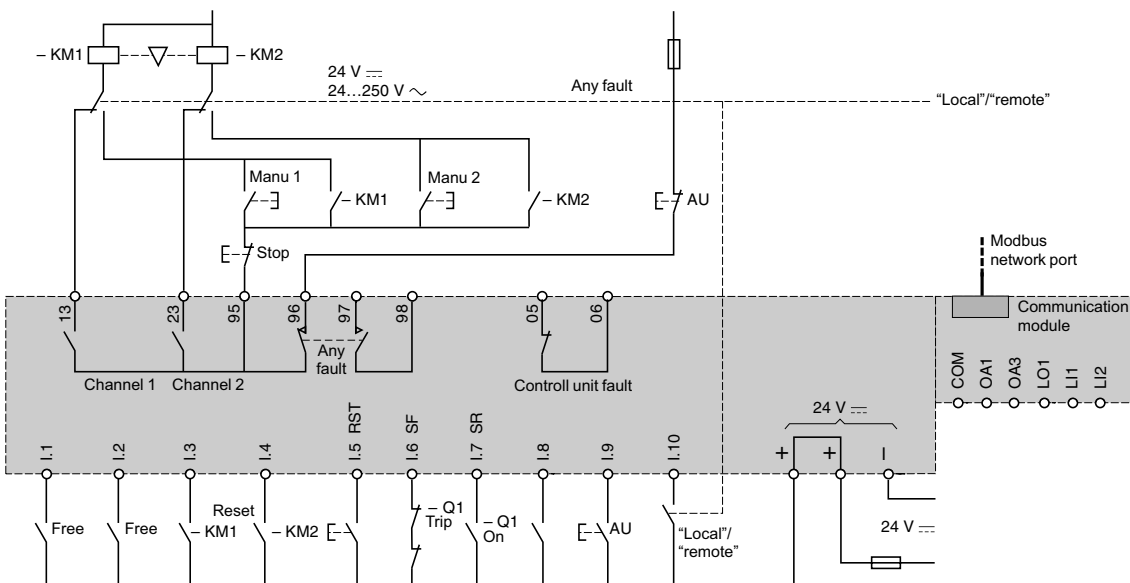 – KM1
– KM2
24 V
24…250 V
Any fault
“Local”/“remote”
Manu 1
– KM1
Manu 2
– KM2
AU
Stop
Modbus
network port
13
23
95
96
97
98
05
06
Communication
module
Any
fault
Channel 1
Channel 2
Controll unit fault
COM
OA1
OA3
LO1
LI1
LI2
24 V
I.1
I.2
I.3
I.4
I.5 RST
I.6 SF
I.7 SR
I.8
I.9
I.10
+
+
I
Free
Free
– KM1
Reset
– KM2
– Q1
Trip
– Q1
On
AU
“Local”/
“remote”
24 V